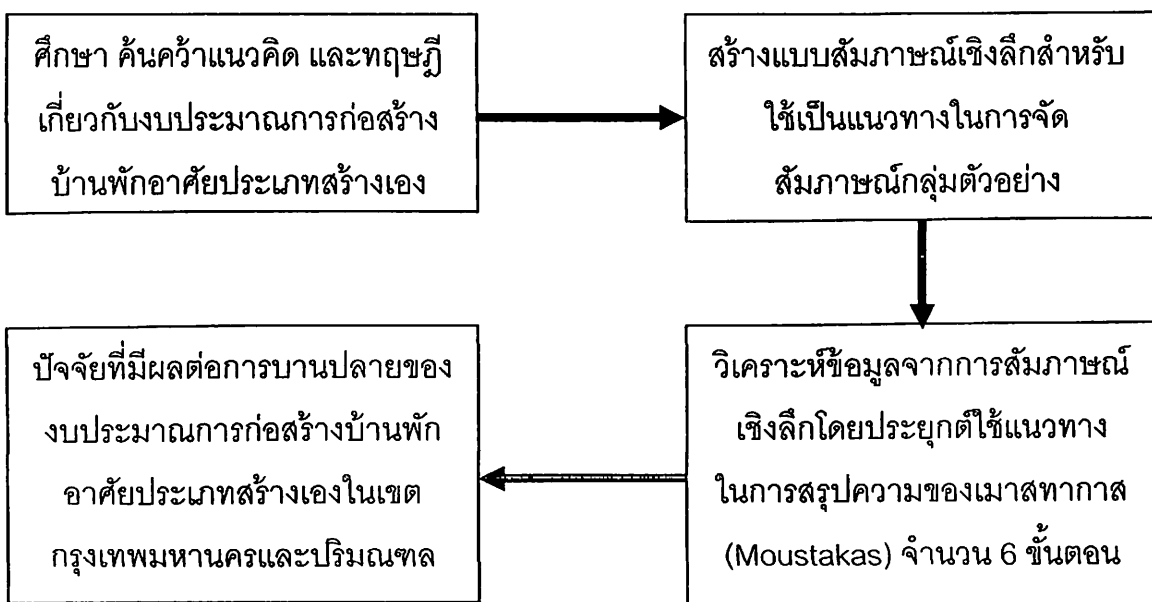 ศึกษา ค้นคว้าแนวคิด และทฤษฎี
เกี่ยวกับงบประมาณการก่อสร้าง
บ้านพักอาศัยประเภทสร้างเอง
สร้างแบบสัมภาษณ์เชิงลึกสำหรับ
ใช้เป็นแนวทางในการจัด
สัมภาษณ์กลุ่มตัวอย่าง
วิเคราะห์ข้อมูลจากการสัมภาษณ์
เชิงลึกโดยประยุกต์ใช้แนวทาง
ในการสรุปความของเมาสทากาส
(Moustakas) จำนวน 6 ขั้นตอน
ปัจจัยที่มีผลต่อการบานปลายของ
งบประมาณการก่อสร้างบ้านพัก
อาศัยประเภทสร้างเองในเขต
กรุงเทพมหานครและปริมณฑล